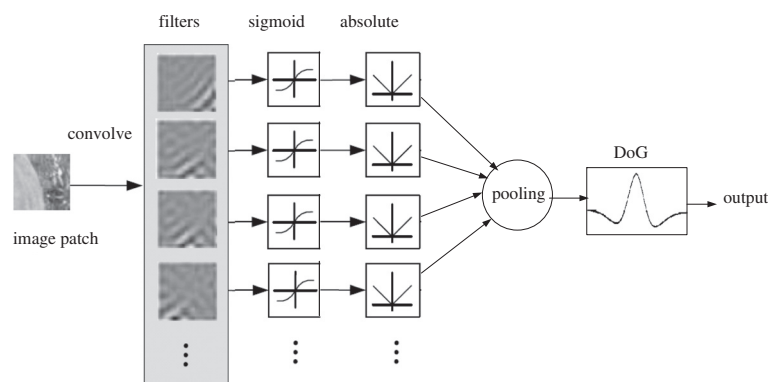 filters sigmoid absolute
convolve
DoG
pooling
output
image patch